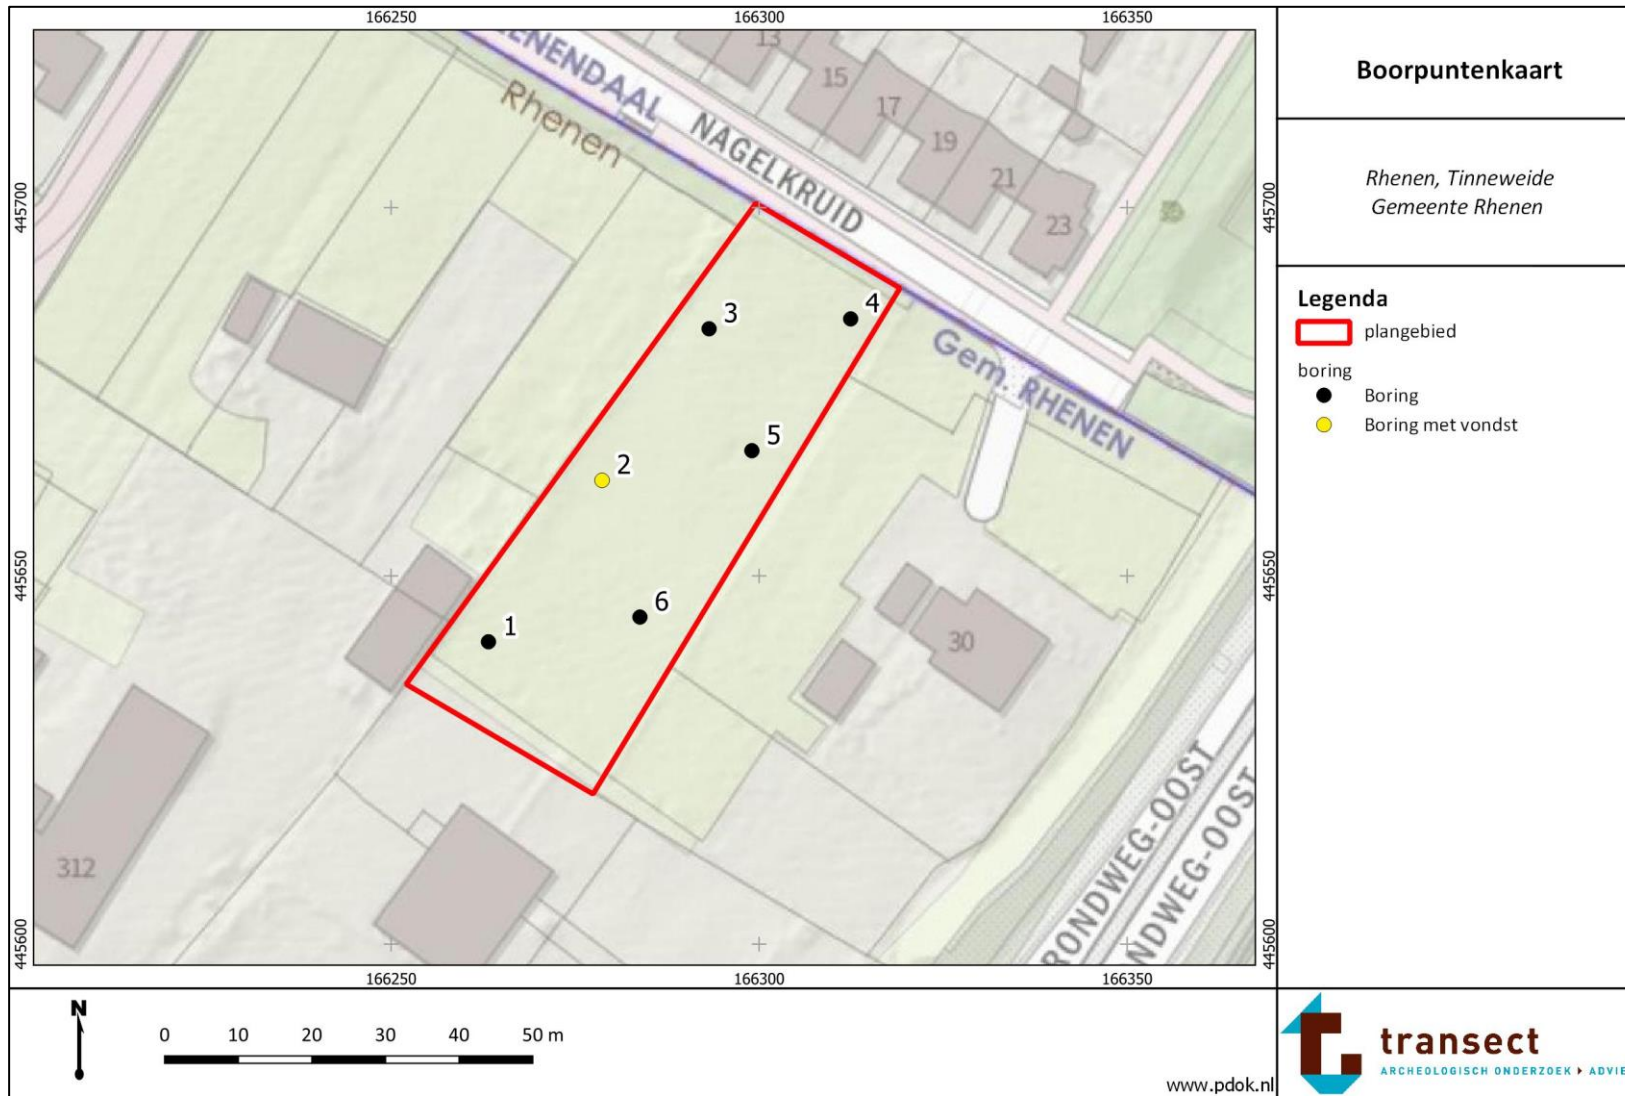 166250
166300
166350
Boorpuntenkaart
Rhenen, Tinneweide
Gemeente Rhenen
Legenda
plangebied
boring
Boring
Boring met vondst
445700
445650
445600
445700
445650
445600
ENENDAAL
Rhenen
NAGELKRUID
13
15
17
19
21
23
Gem. RHENEN
3
4
5
2
6
1
30
312
RONDWEG-OOST
NDWEG-OOST
166250
166300
166350
N
0 10 20 30 40 50 m
www.pdok.nl
transect
ARCHEOLOGISCH ONDERZOEK ▸ ADVIE